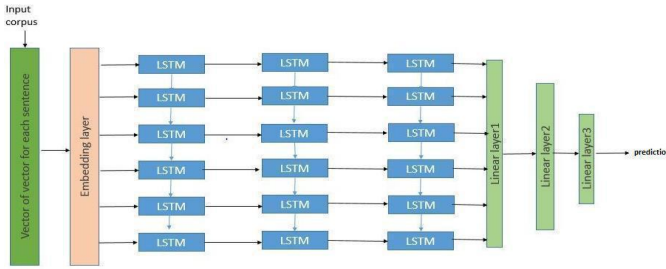 Input
corpus
Vector of vector for each sentence
Embedding layer
LSTM LSTM LSTM
LSTM LSTM LSTM
LSTM LSTM LSTM
LSTM LSTM LSTM
LSTM LSTM LSTM
LSTM LSTM LSTM
Linear layer1
Linear layer2
Linear layer3
predictio